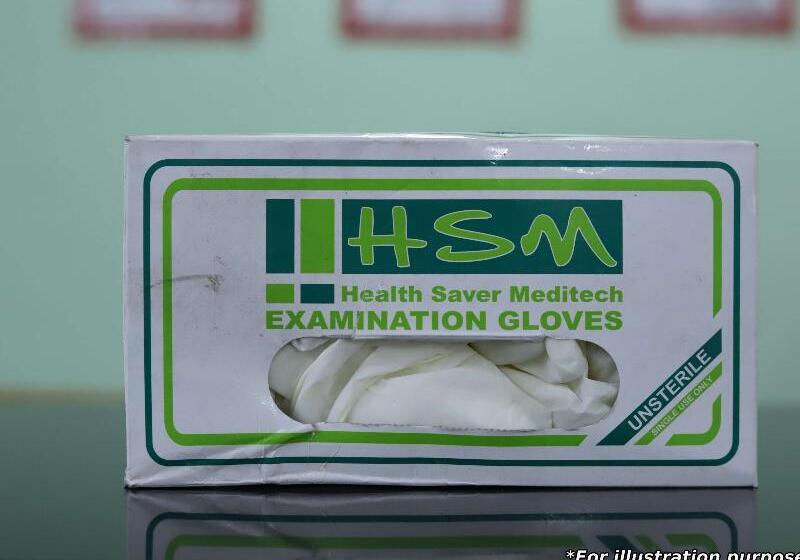 HSM
Health Saver Meditech
EXAMINATION GLOVES
UNSTERILE
SINGLE USE ONLY
*For illustration purpose